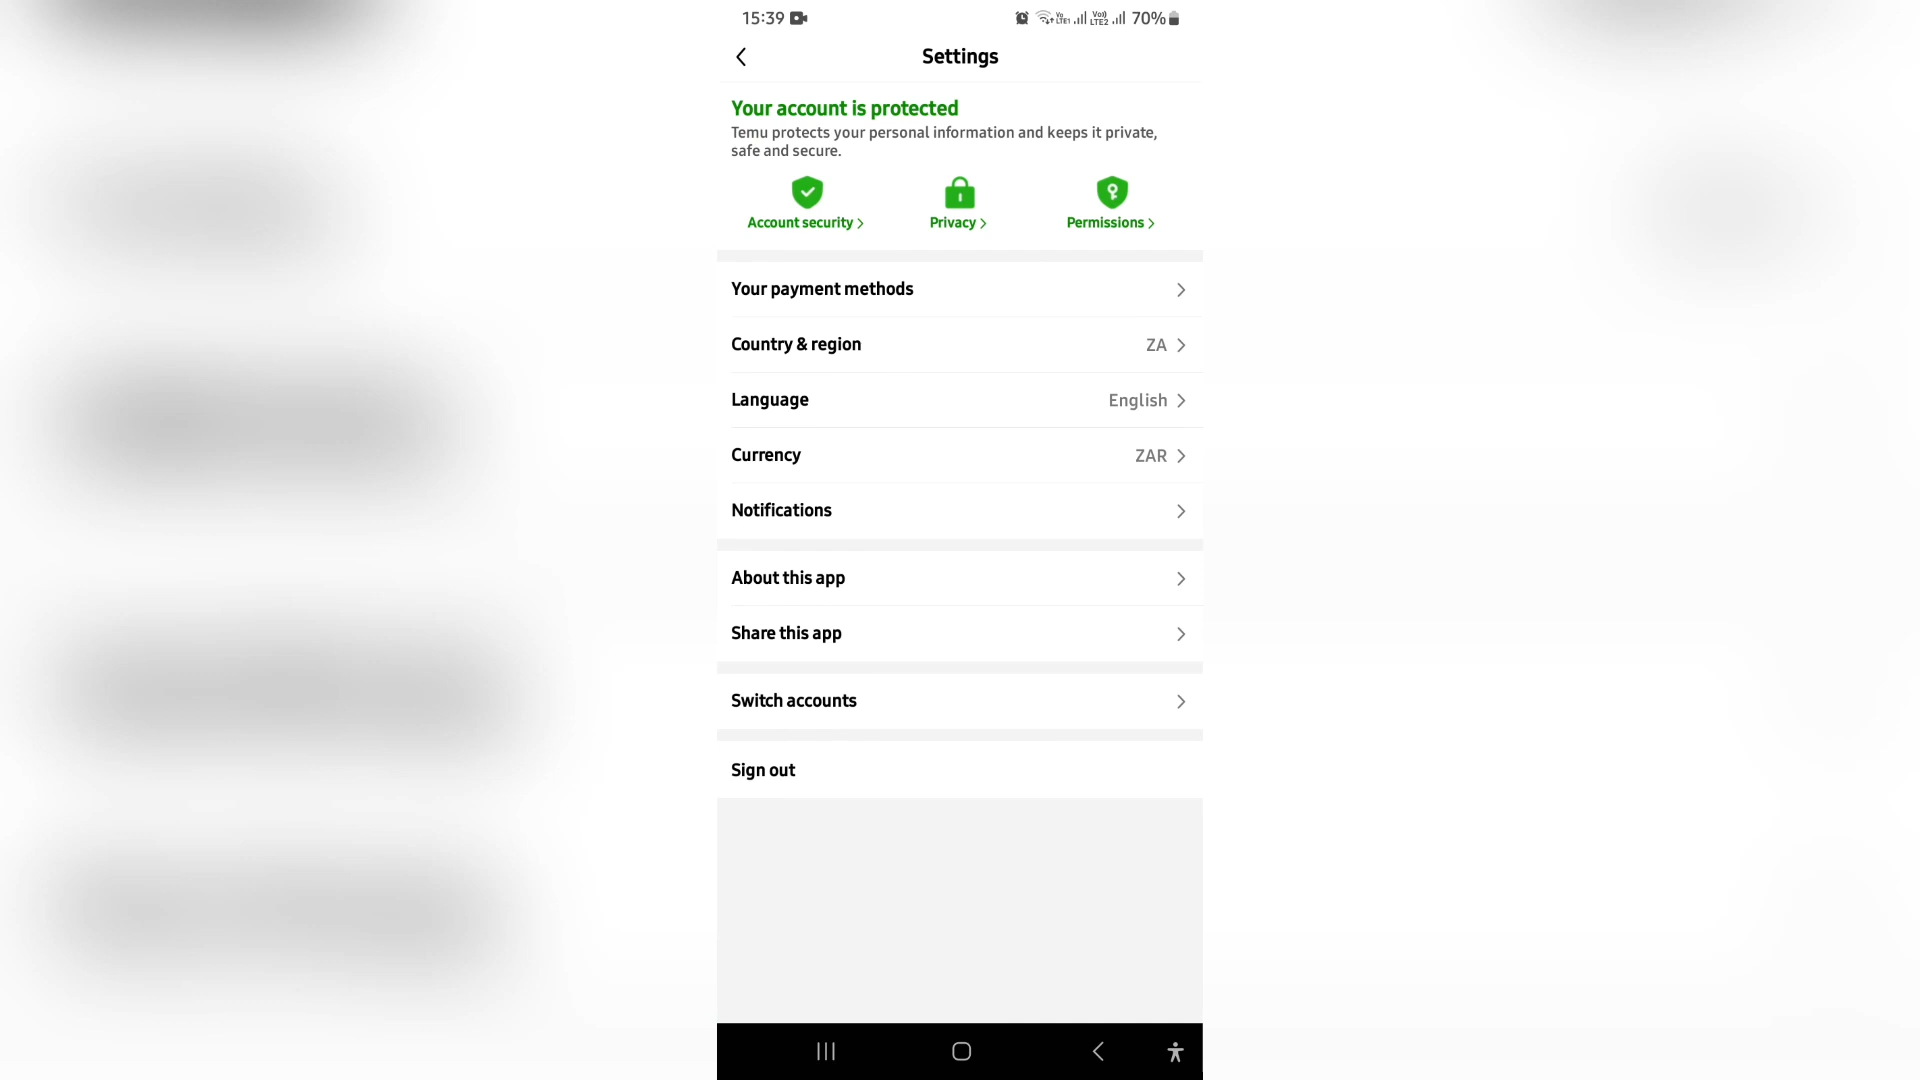 15:39 70%
Settings
Your account is protected
Temu protects your personal information and keeps it private,
safe and secure.
Account security Privacy Permissions
Your payment methods
Country & region ZA
Language English
Currency ZAR
Notifications
About this app
Share this app
Switch accounts
Sign out